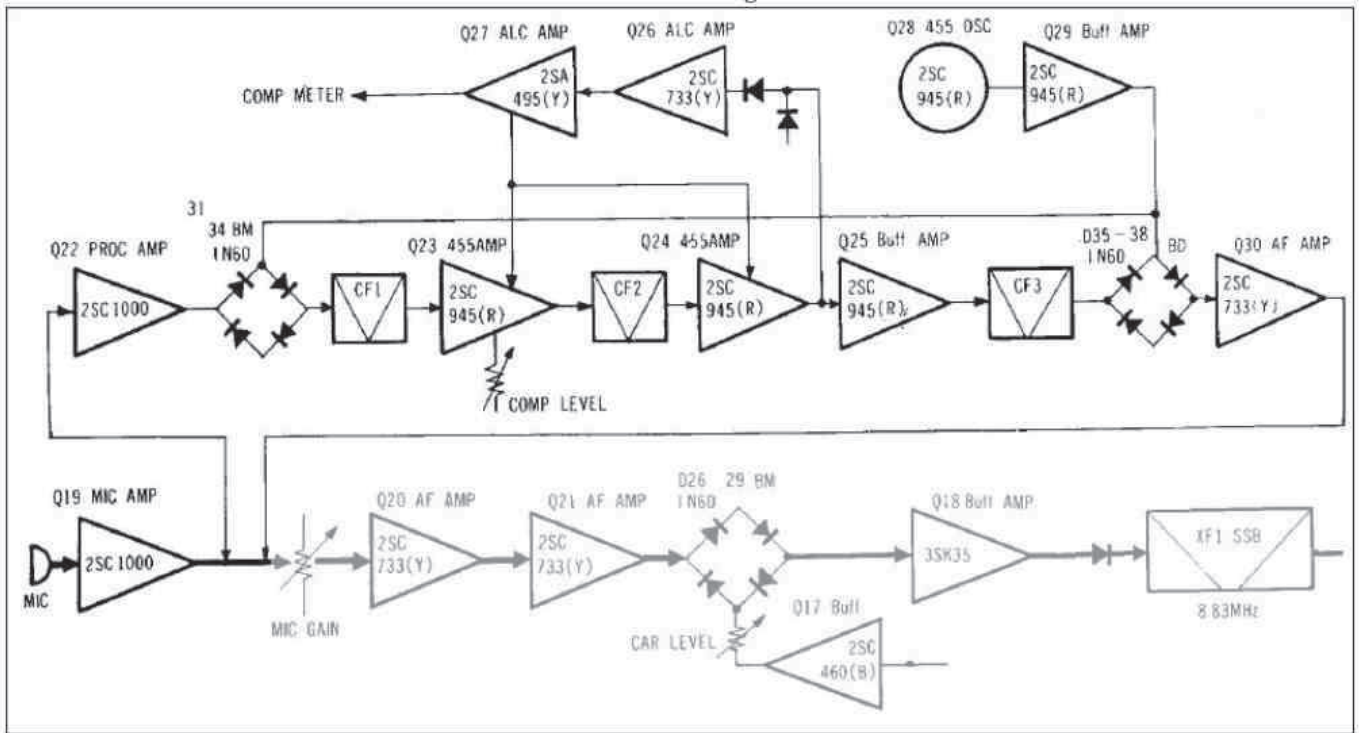 Q27 ALC AMP
Q26 ALC AMP
Q28 455 OSC
Q29 Buff AMP
2SA
495(Y)
2SC
733(Y)
2SC
945(R)
2SC
945(R)
COMP METER
31
34 BM
1N60
Q22 PROC AMP
Q23 455AMP
Q24 455AMP
Q25 Buff AMP
D35-38
1N60
BD
Q30 AF AMP
2SC1000
CF1
2SC
945(R)
CF2
2SC
945(R)
2SC
945(R)
CF3
2SC
733(Y)
COMP LEVEL
Q19 MIC AMP
Q20 AF AMP
Q21 AF AMP
D26 29 BM
1N60
Q18 Buff AMP
2SC1000
2SC
733(Y)
2SC
733(Y)
3SK35
XF1 SSB
MIC
MIC GAIN
CAR LEVEL
Q17 Buff
8.83MHz
2SC
460(B)